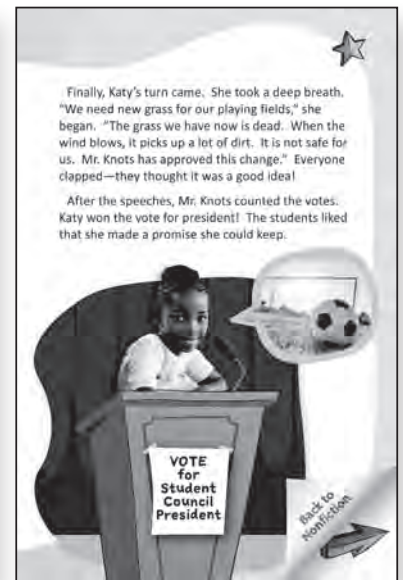 Finally, Katy's turn came. She took a deep breath.
"We need new grass for our playing fields," she
began. "The grass we have now is dead. When the
wind blows, it picks up a lot of dirt. It is not safe for
us. Mr. Knots has approved this change." Everyone
clapped—they thought it was a good idea!
After the speeches, Mr. Knots counted the votes.
Katy won the vote for president! The students liked
that she made a promise she could keep.
VOTE
for
Student
Council
President
Back to
Nonfiction